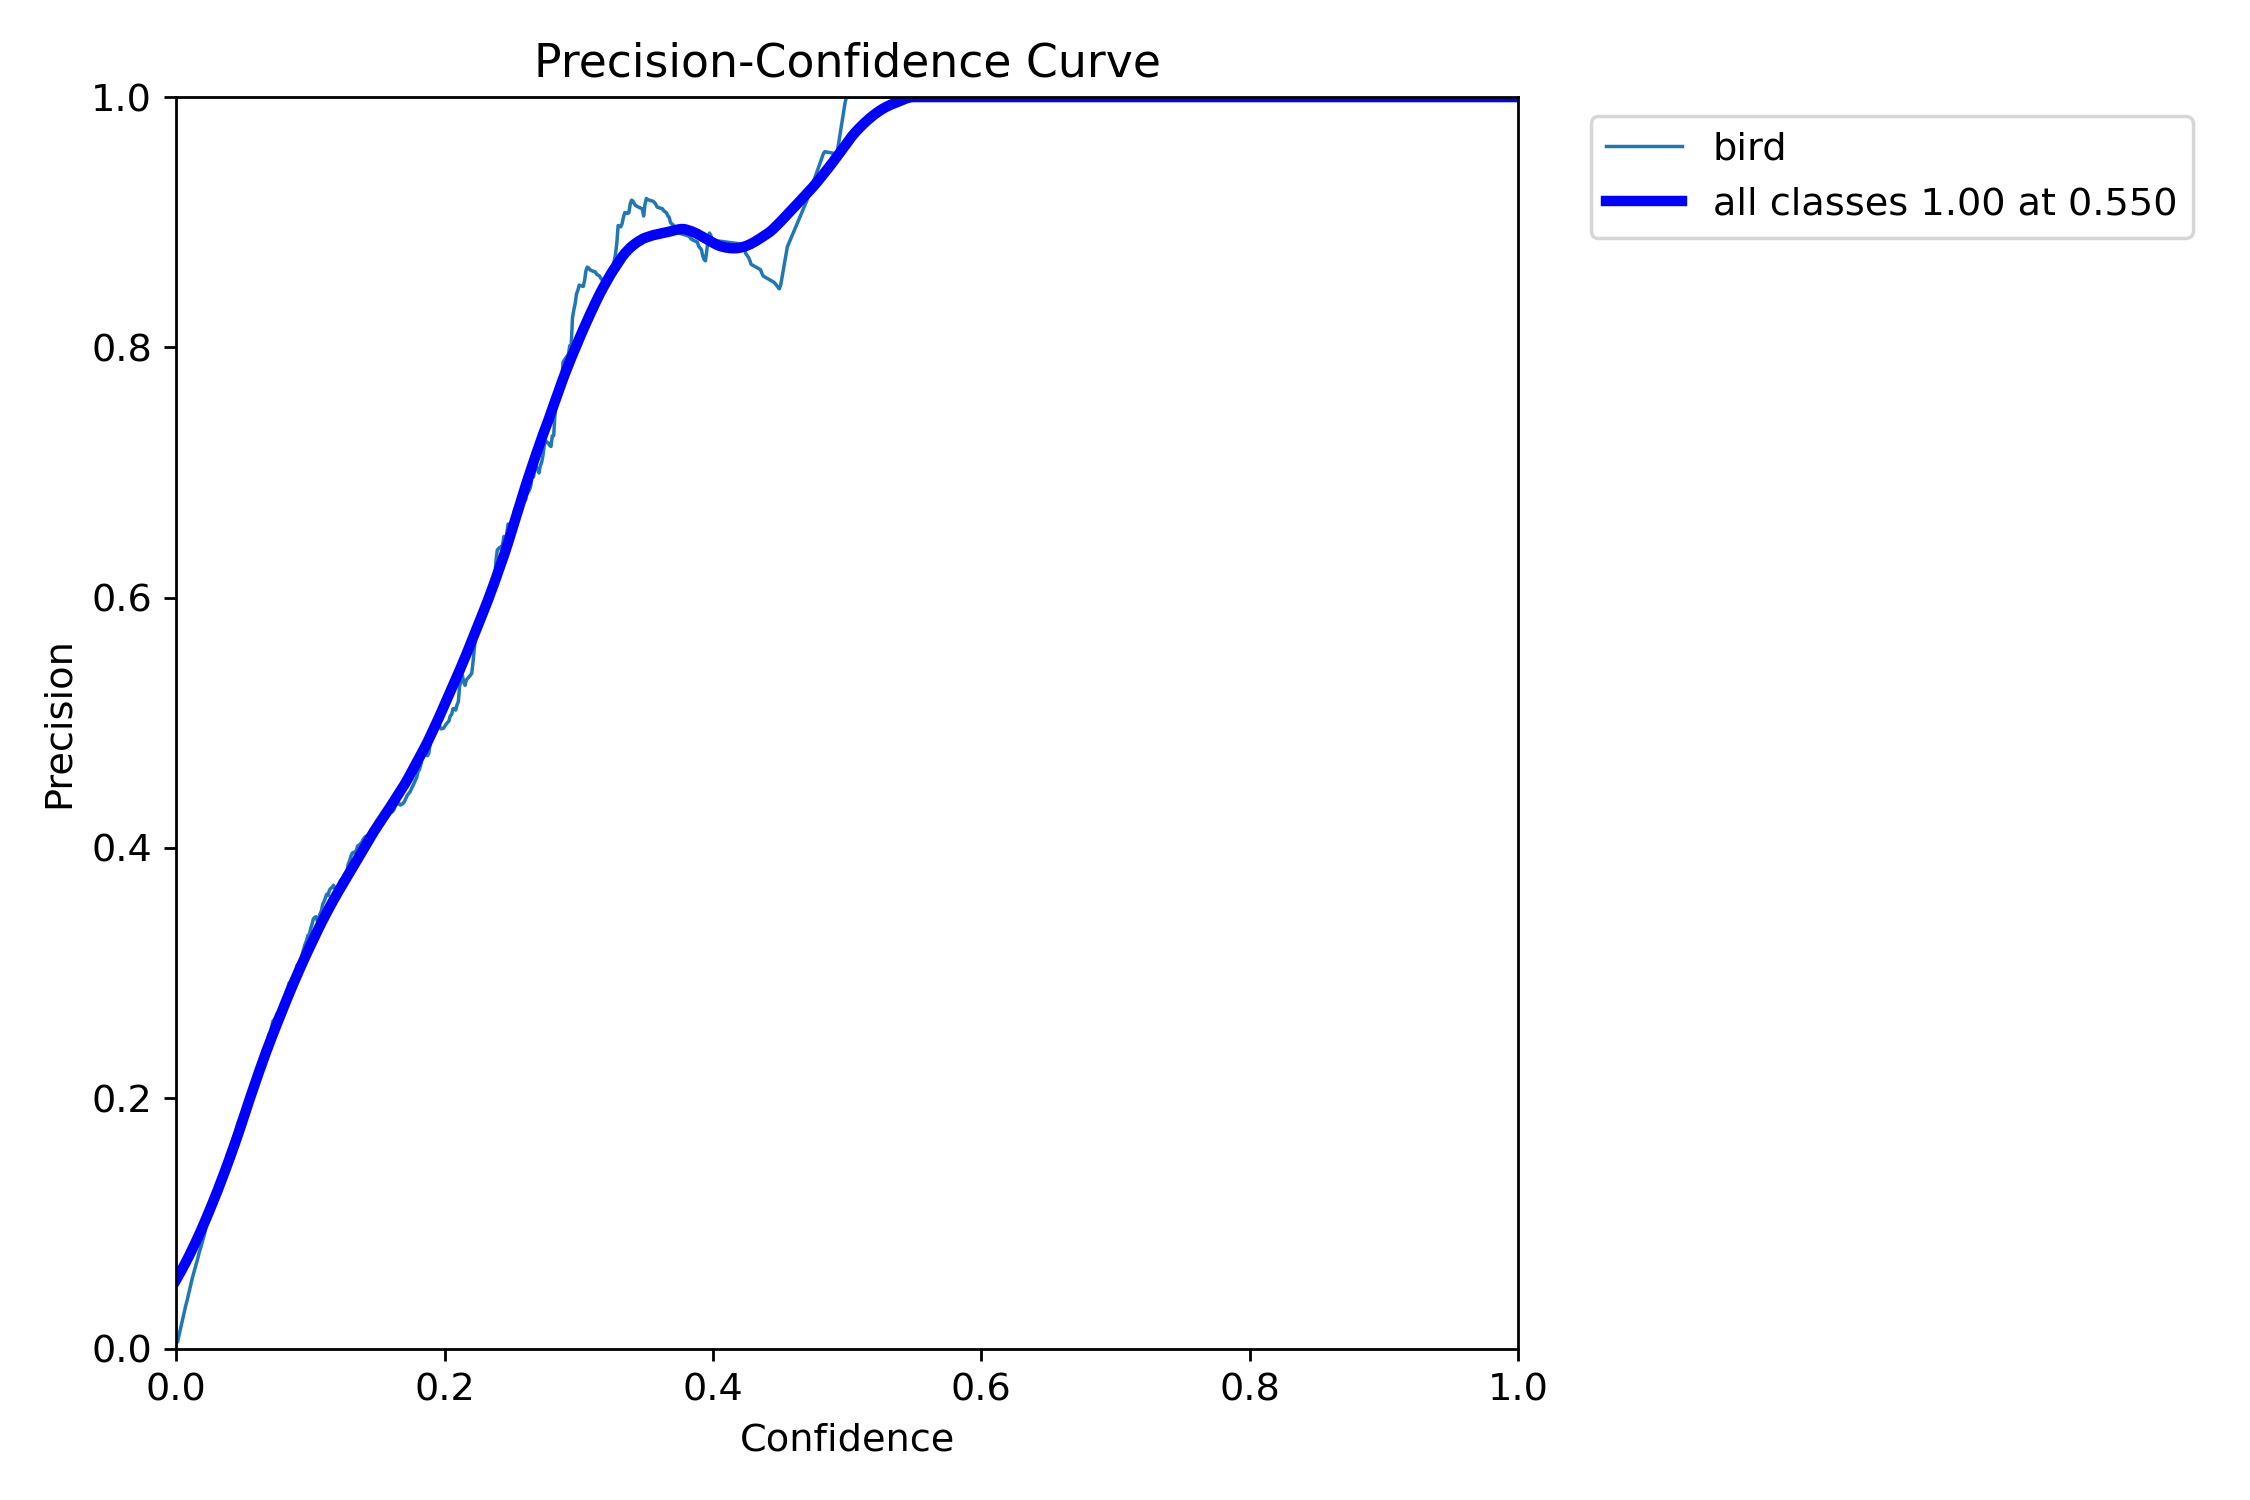 Precision-Confidence Curve
1.0
0.8
0.6
0.4
0.2
0.0
Precision
0.0 0.2 0.4 0.6 0.8 1.0
Confidence
bird
all classes 1.00 at 0.550